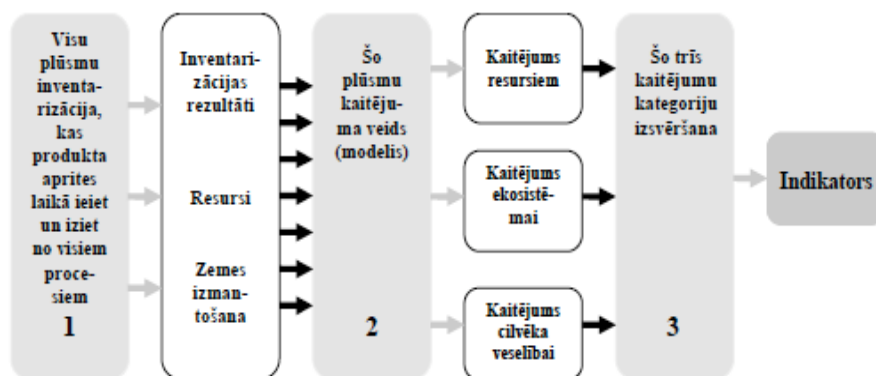 Visu
plūsmu
inventa-
rizācija,
kas
produkta
aprites
laikā ieiet
un iziet
no visiem
proce-
siem
1
Inventari-
zācijas
rezultāti
Resursi
Zemes
izman-
tošana
Šo
plūsmu
kaitēju-
ma veids
(modelis)
2
Kaitējums
resursiem
Kaitējums
ekosistē-
mai
Kaitējums
cilvēka
veselībai
Šo trīs
kaitējumu
kategoriju
izsvēršana
3
Indikators